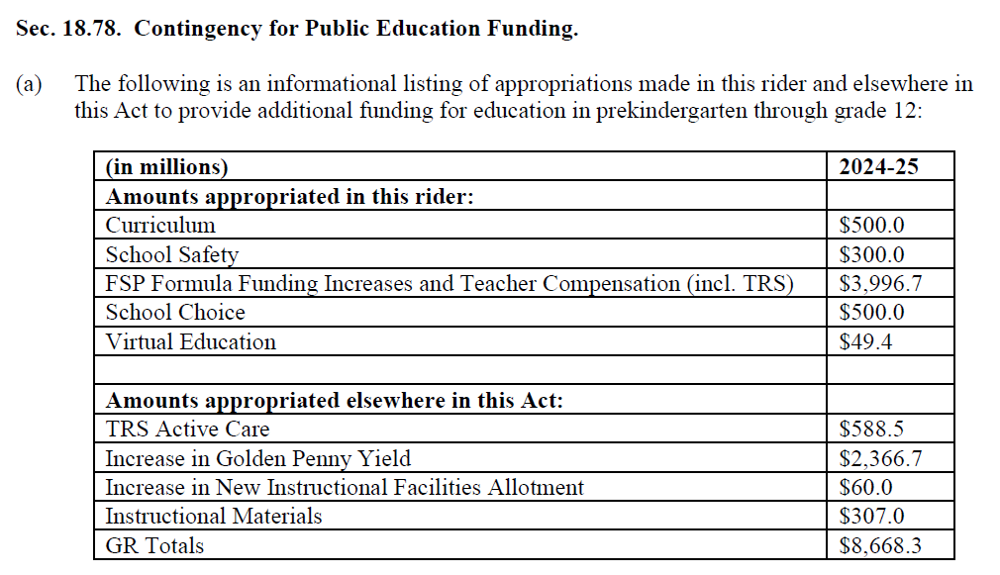 Sec. 18.78. Contingency for Public Education Funding.
(a) The following is an informational listing of appropriations made in this rider and elsewhere in
this Act to provide additional funding for education in prekindergarten through grade 12:
(in millions) 2024-25
Amounts appropriated in this rider:
Curriculum $500.0
School Safety $300.0
FSP Formula Funding Increases and Teacher Compensation (incl. TRS) $3,996.7
School Choice $500.0
Virtual Education $49.4
Amounts appropriated elsewhere in this Act:
TRS Active Care $588.5
Increase in Golden Penny Yield $2,366.7
Increase in New Instructional Facilities Allotment $60.0
Instructional Materials $307.0
GR Totals $8,668.3